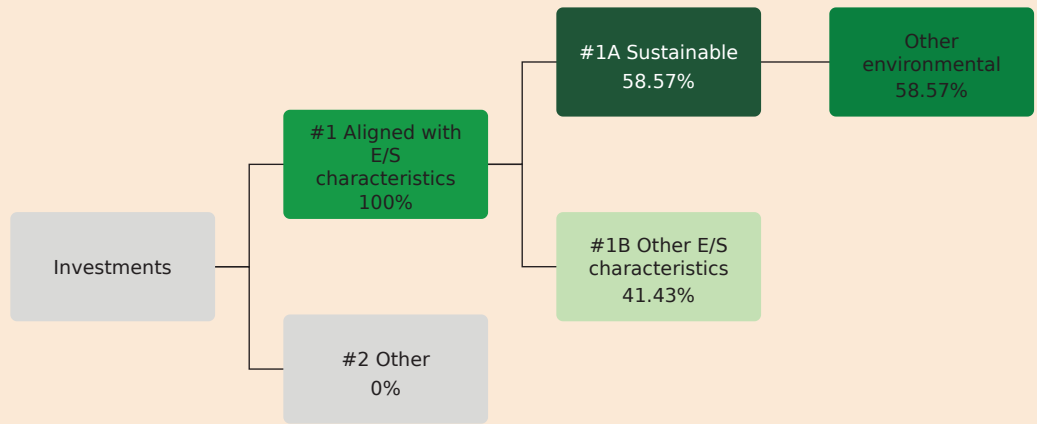 Investments
#1 Aligned with
E/S
characteristics
100%
#2 Other
0%
#1A Sustainable
58.57%
#1B Other E/S
characteristics
41.43%
Other
environmental
58.57%